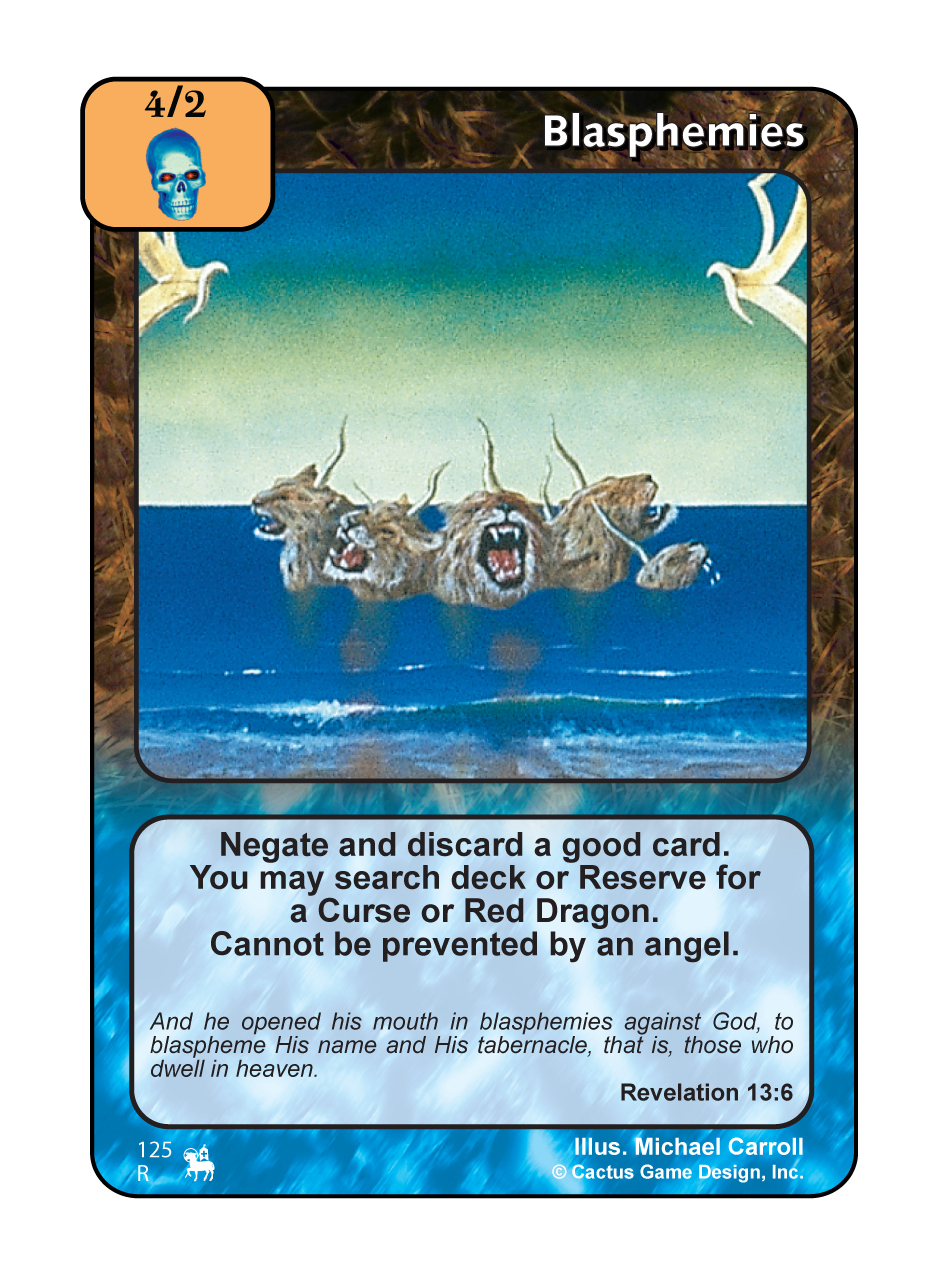 4/2
Blasphemies
Negate and discard a good card.
You may search deck or Reserve for
a Curse or Red Dragon.
Cannot be prevented by an angel.
And he opened his mouth in blasphemies against God, to
blaspheme His name and His tabernacle, that is, those who
dwell in heaven.
Revelation 13:6
125
R
Illus. Michael Carroll
© Cactus Game Design, Inc.